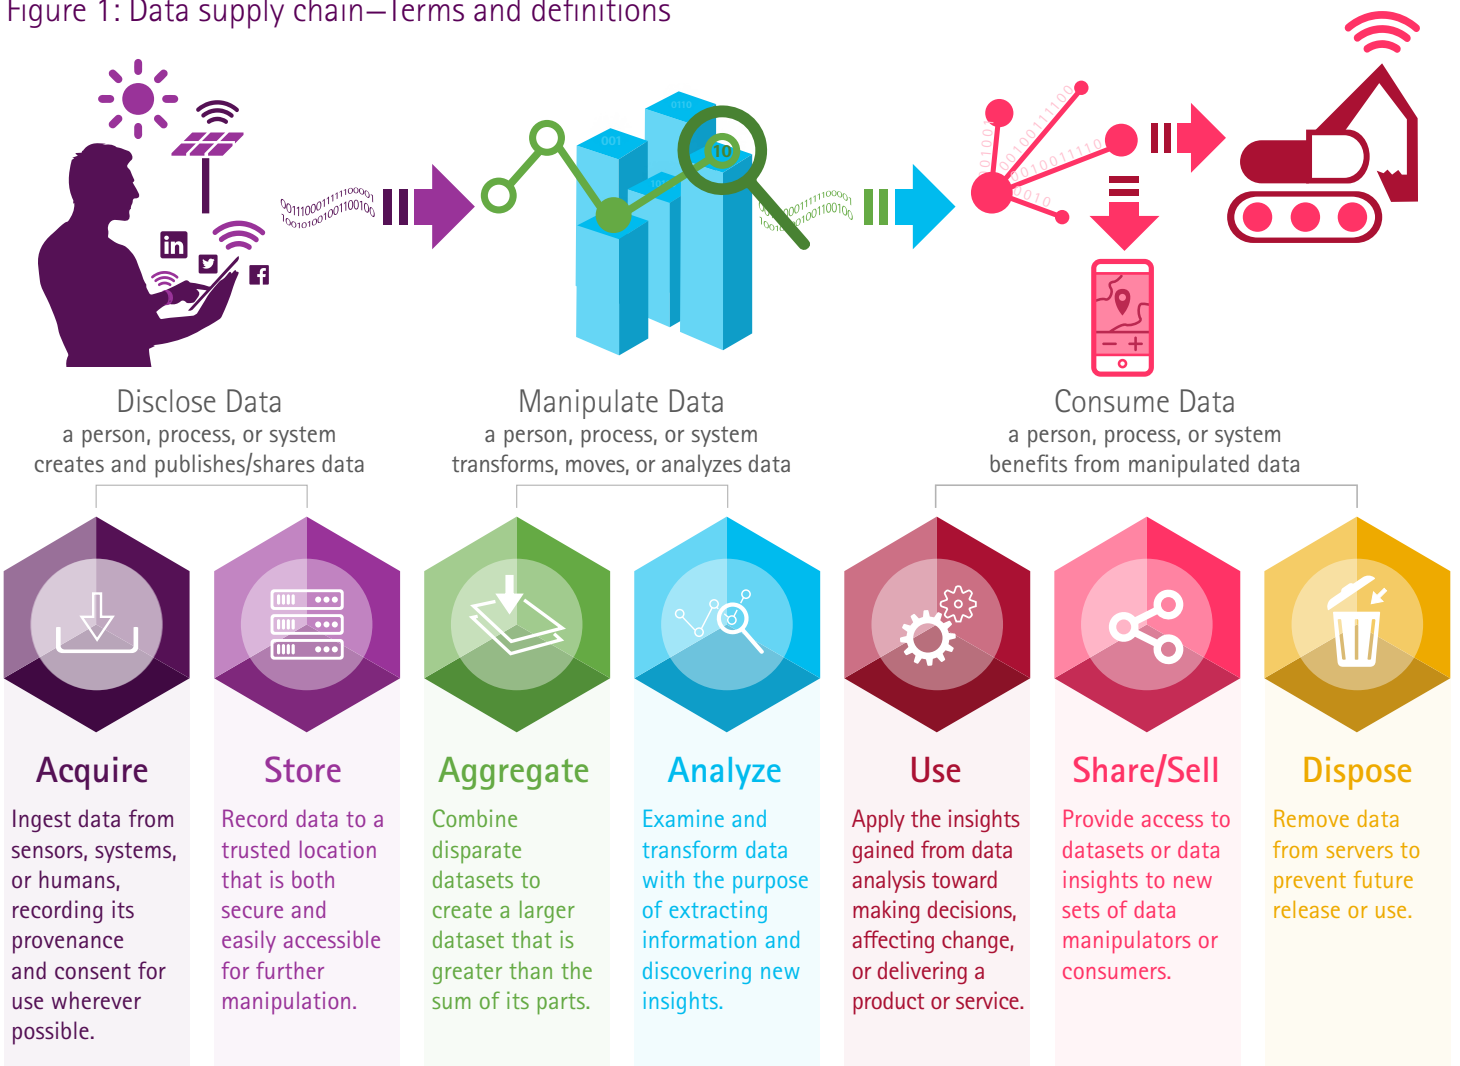 Figure 1: Data supply chain—Terms and definitions
001
0110
10
Disclose Data
a person, process, or system
creates and publishes/shares data
Manipulate Data
a person, process, or system
transforms, moves, or analyzes data
Consume Data
a person, process, or system
benefits from manipulated data
Acquire
Ingest data from
sensors, systems,
or humans,
recording its
provenance
and consent for
use wherever
possible.
Store
Record data to a
trusted location
that is both
secure and
easily accessible
for further
manipulation.
Aggregate
Combine
disparate
datasets to
create a larger
dataset that is
greater than the
sum of its parts.
Analyze
Examine and
transform data
with the purpose
of extracting
information and
discovering new
insights.
Use
Apply the insights
gained from data
analysis toward
making decisions,
affecting change,
or delivering a
product or service.
Share/Sell
Provide access to
datasets or data
insights to new
sets of data
manipulators or
consumers.
Dispose
Remove data
from servers to
prevent future
release or use.